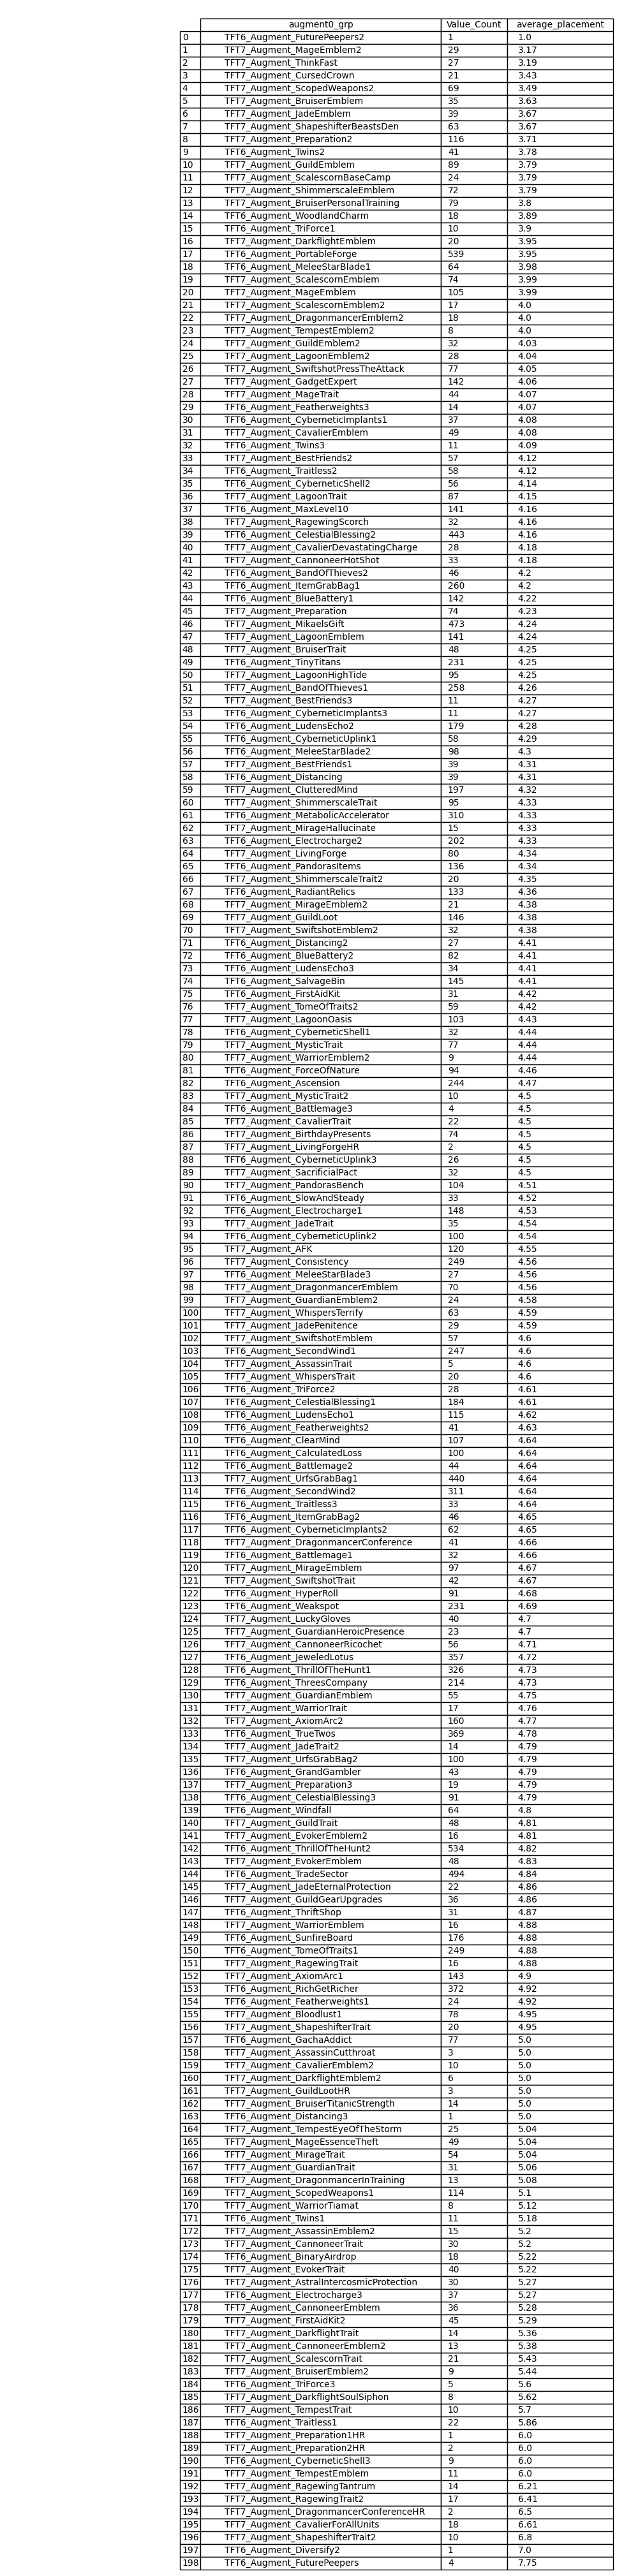 augment0_grp Value_Count average_placement
0 TFT6_Augment_FuturePeepers2 1 1.0
1 TFT7_Augment_MageEmblem2 29 3.17
2 TFT7_Augment_ThinkFast 27 3.19
3 TFT7_Augment_CursedCrown 21 3.43
4 TFT7_Augment_ScopedWeapons2 69 3.49
5 TFT7_Augment_BruiserEmblem 35 3.63
6 TFT7_Augment_JadeEmblem 39 3.67
7 TFT7_Augment_ShapeshifterBeastsDen 63 3.67
8 TFT7_Augment_Preparation2 116 3.71
9 TFT6_Augment_Twins2 41 3.78
10 TFT7_Augment_GuildEmblem 89 3.79
11 TFT7_Augment_ScalescornBaseCamp 24 3.79
12 TFT7_Augment_ShimmerscaleEmblem 72 3.79
13 TFT7_Augment_BruiserPersonalTraining 79 3.8
14 TFT6_Augment_WoodlandCharm 18 3.89
15 TFT6_Augment_TriForce1 10 3.9
16 TFT7_Augment_DarkflightEmblem 20 3.95
17 TFT6_Augment_PortableForge 539 3.95
18 TFT6_Augment_MeleeStarBlade1 64 3.98
19 TFT7_Augment_ScalescornEmblem 74 3.99
20 TFT7_Augment_MageEmblem 105 3.99
21 TFT7_Augment_ScalescornEmblem2 17 4.0
22 TFT7_Augment_DragonmancerEmblem2 18 4.0
23 TFT7_Augment_TempestEmblem2 8 4.0
24 TFT7_Augment_GuildEmblem2 32 4.03
25 TFT7_Augment_LagoonEmblem2 28 4.04
26 TFT7_Augment_SwiftshotPressTheAttack 77 4.05
27 TFT7_Augment_GadgetExpert 142 4.06
28 TFT7_Augment_MageTrait 44 4.07
29 TFT6_Augment_Featherweights3 14 4.07
30 TFT6_Augment_CyberneticImplants1 37 4.08
31 TFT7_Augment_CavalierEmblem 49 4.08
32 TFT6_Augment_Twins3 11 4.09
33 TFT7_Augment_BestFriends2 57 4.12
34 TFT6_Augment_Traitless2 58 4.12
35 TFT6_Augment_CyberneticShell2 56 4.14
36 TFT7_Augment_LagoonTrait 87 4.15
37 TFT6_Augment_MaxLevel10 141 4.16
38 TFT7_Augment_RagewingScorch 32 4.16
39 TFT6_Augment_CelestialBlessing2 443 4.16
40 TFT7_Augment_CavalierDevastatingCharge 28 4.18
41 TFT7_Augment_CannoneerHotShot 33 4.18
42 TFT6_Augment_BandOfThieves2 46 4.2
43 TFT6_Augment_ItemGrabBag1 260 4.2
44 TFT6_Augment_BlueBattery1 142 4.22
45 TFT7_Augment_Preparation 74 4.23
46 TFT7_Augment_MikaelsGift 473 4.24
47 TFT7_Augment_LagoonEmblem 141 4.24
48 TFT7_Augment_BruiserTrait 48 4.25
49 TFT6_Augment_TinyTitans 231 4.25
50 TFT7_Augment_LagoonHighTide 95 4.25
51 TFT7_Augment_BandOfThieves1 258 4.26
52 TFT7_Augment_BestFriends3 11 4.27
53 TFT6_Augment_CyberneticImplants3 11 4.27
54 TFT6_Augment_LudensEcho2 179 4.28
55 TFT6_Augment_CyberneticUplink1 58 4.29
56 TFT6_Augment_MeleeStarBlade2 98 4.3
57 TFT7_Augment_BestFriends1 39 4.31
58 TFT6_Augment_Distancing 39 4.31
59 TFT7_Augment_ClutteredMind 197 4.32
60 TFT7_Augment_ShimmerscaleTrait 95 4.33
61 TFT6_Augment_MetabolicAccelerator 310 4.33
62 TFT7_Augment_MirageHallucinate 15 4.33
63 TFT6_Augment_Electrocharge2 202 4.33
64 TFT7_Augment_LivingForge 80 4.34
65 TFT6_Augment_PandorasItems 136 4.34
66 TFT7_Augment_ShimmerscaleTrait2 20 4.35
67 TFT6_Augment_RadiantRelics 133 4.36
68 TFT7_Augment_MirageEmblem2 21 4.38
69 TFT7_Augment_GuildLoot 146 4.38
70 TFT7_Augment_SwiftshotEmblem2 32 4.38
71 TFT6_Augment_Distancing2 27 4.41
72 TFT6_Augment_BlueBattery2 82 4.41
73 TFT6_Augment_LudensEcho3 34 4.41
74 TFT6_Augment_SalvageBin 145 4.41
75 TFT6_Augment_FirstAidKit 31 4.42
76 TFT7_Augment_TomeOfTraits2 59 4.42
77 TFT7_Augment_LagoonOasis 103 4.43
78 TFT6_Augment_CyberneticShell1 32 4.44
79 TFT7_Augment_MysticTrait 77 4.44
80 TFT7_Augment_WarriorEmblem2 9 4.44
81 TFT6_Augment_ForceOfNature 94 4.46
82 TFT6_Augment_Ascension 244 4.47
83 TFT7_Augment_MysticTrait2 10 4.5
84 TFT6_Augment_Battlemage3 4 4.5
85 TFT7_Augment_CavalierTrait 22 4.5
86 TFT7_Augment_BirthdayPresents 74 4.5
87 TFT7_Augment_LivingForgeHR 2 4.5
88 TFT6_Augment_CyberneticUplink3 26 4.5
89 TFT7_Augment_SacrificialPact 32 4.5
90 TFT7_Augment_PandorasBench 104 4.51
91 TFT6_Augment_SlowAndSteady 33 4.52
92 TFT6_Augment_Electrocharge1 148 4.53
93 TFT7_Augment_JadeTrait 35 4.54
94 TFT6_Augment_CyberneticUplink2 100 4.54
95 TFT7_Augment_AFK 120 4.55
96 TFT7_Augment_Consistency 249 4.56
97 TFT6_Augment_MeleeStarBlade3 27 4.56
98 TFT7_Augment_DragonmancerEmblem 70 4.56
99 TFT7_Augment_GuardianEmblem2 24 4.58
100 TFT7_Augment_WhispersTerrify 63 4.59
101 TFT7_Augment_JadePenitence 29 4.59
102 TFT7_Augment_SwiftshotEmblem 57 4.6
103 TFT6_Augment_SecondWind1 247 4.6
104 TFT7_Augment_AssassinTrait 5 4.6
105 TFT7_Augment_WhispersTrait 20 4.6
106 TFT6_Augment_TriForce2 28 4.61
107 TFT6_Augment_CelestialBlessing1 184 4.61
108 TFT6_Augment_LudensEcho1 115 4.62
109 TFT6_Augment_Featherweights2 41 4.63
110 TFT6_Augment_ClearMind 107 4.64
111 TFT6_Augment_CalculatedLoss 100 4.64
112 TFT6_Augment_Battlemage2 44 4.64
113 TFT7_Augment_UrfsGrabBag1 440 4.64
114 TFT6_Augment_SecondWind2 311 4.64
115 TFT6_Augment_Traitless3 33 4.64
116 TFT6_Augment_ItemGrabBag2 46 4.65
117 TFT6_Augment_CyberneticImplants2 62 4.65
118 TFT7_Augment_DragonmancerConference 41 4.66
119 TFT6_Augment_Battlemage1 32 4.66
120 TFT7_Augment_MirageEmblem 97 4.67
121 TFT7_Augment_SwiftshotTrait 42 4.67
122 TFT6_Augment_HyperRoll 91 4.68
123 TFT6_Augment_Weakspot 231 4.69
124 TFT7_Augment_LuckyGloves 40 4.7
125 TFT7_Augment_GuardianHeroicPresence 23 4.7
126 TFT7_Augment_CannoneerRicochet 56 4.71
127 TFT6_Augment_JeweledLotus 357 4.72
128 TFT6_Augment_ThrillOfTheHunt1 326 4.73
129 TFT6_Augment_ThreesCompany 214 4.73
130 TFT7_Augment_GuardianEmblem 55 4.75
131 TFT7_Augment_WarriorTrait 17 4.76
132 TFT7_Augment_AxiomArc2 160 4.77
133 TFT6_Augment_TrueTwos 369 4.78
134 TFT7_Augment_JadeTrait2 14 4.79
135 TFT7_Augment_UrfsGrabBag2 100 4.79
136 TFT6_Augment_GrandGambler 43 4.79
137 TFT7_Augment_Preparation3 19 4.79
138 TFT6_Augment_CelestialBlessing3 91 4.79
139 TFT6_Augment_Windfall 64 4.8
140 TFT7_Augment_GuildTrait 48 4.81
141 TFT7_Augment_EvokerEmblem2 16 4.81
142 TFT6_Augment_ThrillOfTheHunt2 534 4.82
143 TFT7_Augment_EvokerEmblem 48 4.83
144 TFT6_Augment_TradeSector 494 4.84
145 TFT7_Augment_JadeEternalProtection 22 4.86
146 TFT7_Augment_GuildGearUpgrades 36 4.86
147 TFT6_Augment_ThriftShop 31 4.87
148 TFT7_Augment_WarriorEmblem 16 4.88
149 TFT6_Augment_SunfireBoard 176 4.88
150 TFT6_Augment_TomeOfTraits1 249 4.88
151 TFT7_Augment_RagewingTrait 16 4.88
152 TFT7_Augment_AxiomArc1 143 4.9
153 TFT6_Augment_RichGetRicher 372 4.92
154 TFT6_Augment_Featherweights1 24 4.92
155 TFT7_Augment_Bloodlust1 78 4.95
156 TFT7_Augment_ShapeshifterTrait 20 4.95
157 TFT6_Augment_GachaAddict 77 5.0
158 TFT7_Augment_AssassinCutthroat 3 5.0
159 TFT7_Augment_CavalierEmblem2 10 5.0
160 TFT7_Augment_DarkflightEmblem2 6 5.0
161 TFT7_Augment_GuildLootHR 3 5.0
162 TFT7_Augment_BruiserTitanicStrength 14 5.0
163 TFT6_Augment_Distancing3 1 5.0
164 TFT7_Augment_TempestEyeOfTheStorm 25 5.04
165 TFT7_Augment_MageEssenceTheft 49 5.04
166 TFT7_Augment_MirageTrait 54 5.04
167 TFT7_Augment_GuardianTrait 31 5.06
168 TFT7_Augment_DragonmancerInTraining 13 5.08
169 TFT7_Augment_ScopedWeapons1 114 5.1
170 TFT7_Augment_WarriorTiamat 8 5.12
171 TFT6_Augment_Twins1 11 5.18
172 TFT7_Augment_AssassinEmblem2 15 5.2
173 TFT7_Augment_CannoneerTrait 30 5.2
174 TFT6_Augment_BinaryAirdrop 18 5.22
175 TFT7_Augment_EvokerTrait 40 5.22
176 TFT7_Augment_AstralIntercosmicProtection 30 5.27
177 TFT6_Augment_Electrocharge3 37 5.27
178 TFT7_Augment_CannoneerEmblem 36 5.28
179 TFT7_Augment_FirstAidKit2 45 5.29
180 TFT7_Augment_DarkflightTrait 14 5.36
181 TFT7_Augment_CannoneerEmblem2 13 5.38
182 TFT7_Augment_ScalescornTrait 21 5.43
183 TFT7_Augment_BruiserEmblem2 9 5.44
184 TFT6_Augment_TriForce3 5 5.6
185 TFT7_Augment_DarkflightSoulSiphon 8 5.62
186 TFT7_Augment_TempestTrait 10 5.7
187 TFT6_Augment_Traitless1 22 5.86
188 TFT7_Augment_Preparation1HR 1 6.0
189 TFT7_Augment_Preparation2HR 2 6.0
190 TFT6_Augment_CyberneticShell3 9 6.0
191 TFT7_Augment_TempestEmblem 11 6.0
192 TFT7_Augment_RagewingTantrum 14 6.21
193 TFT7_Augment_RagewingTrait2 17 6.41
194 TFT7_Augment_DragonmancerConferenceHR 2 6.5
195 TFT7_Augment_CavalierForAllUnits 18 6.61
196 TFT7_Augment_ShapeshifterTrait2 10 6.8
197 TFT6_Augment_Diversify2 1 7.0
198 TFT6_Augment_FuturePeepers 4 7.75